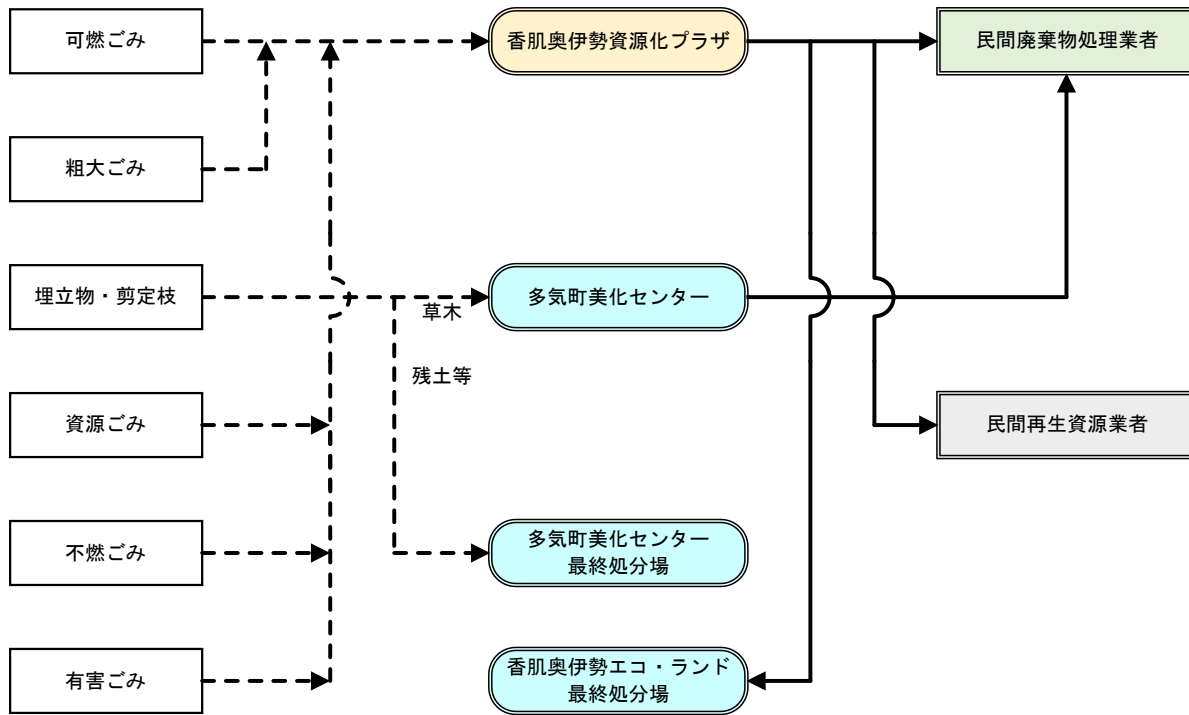 可燃ごみ
香肌奥伊勢資源化プラザ
民間廃棄物処理業者
粗大ごみ
埋立物・剪定枝
草木
多気町美化センター
残土等
資源ごみ
民間再生資源業者
不燃ごみ
多気町美化センター
最終処分場
有害ごみ
香肌奥伊勢エコ・ランド
最終処分場